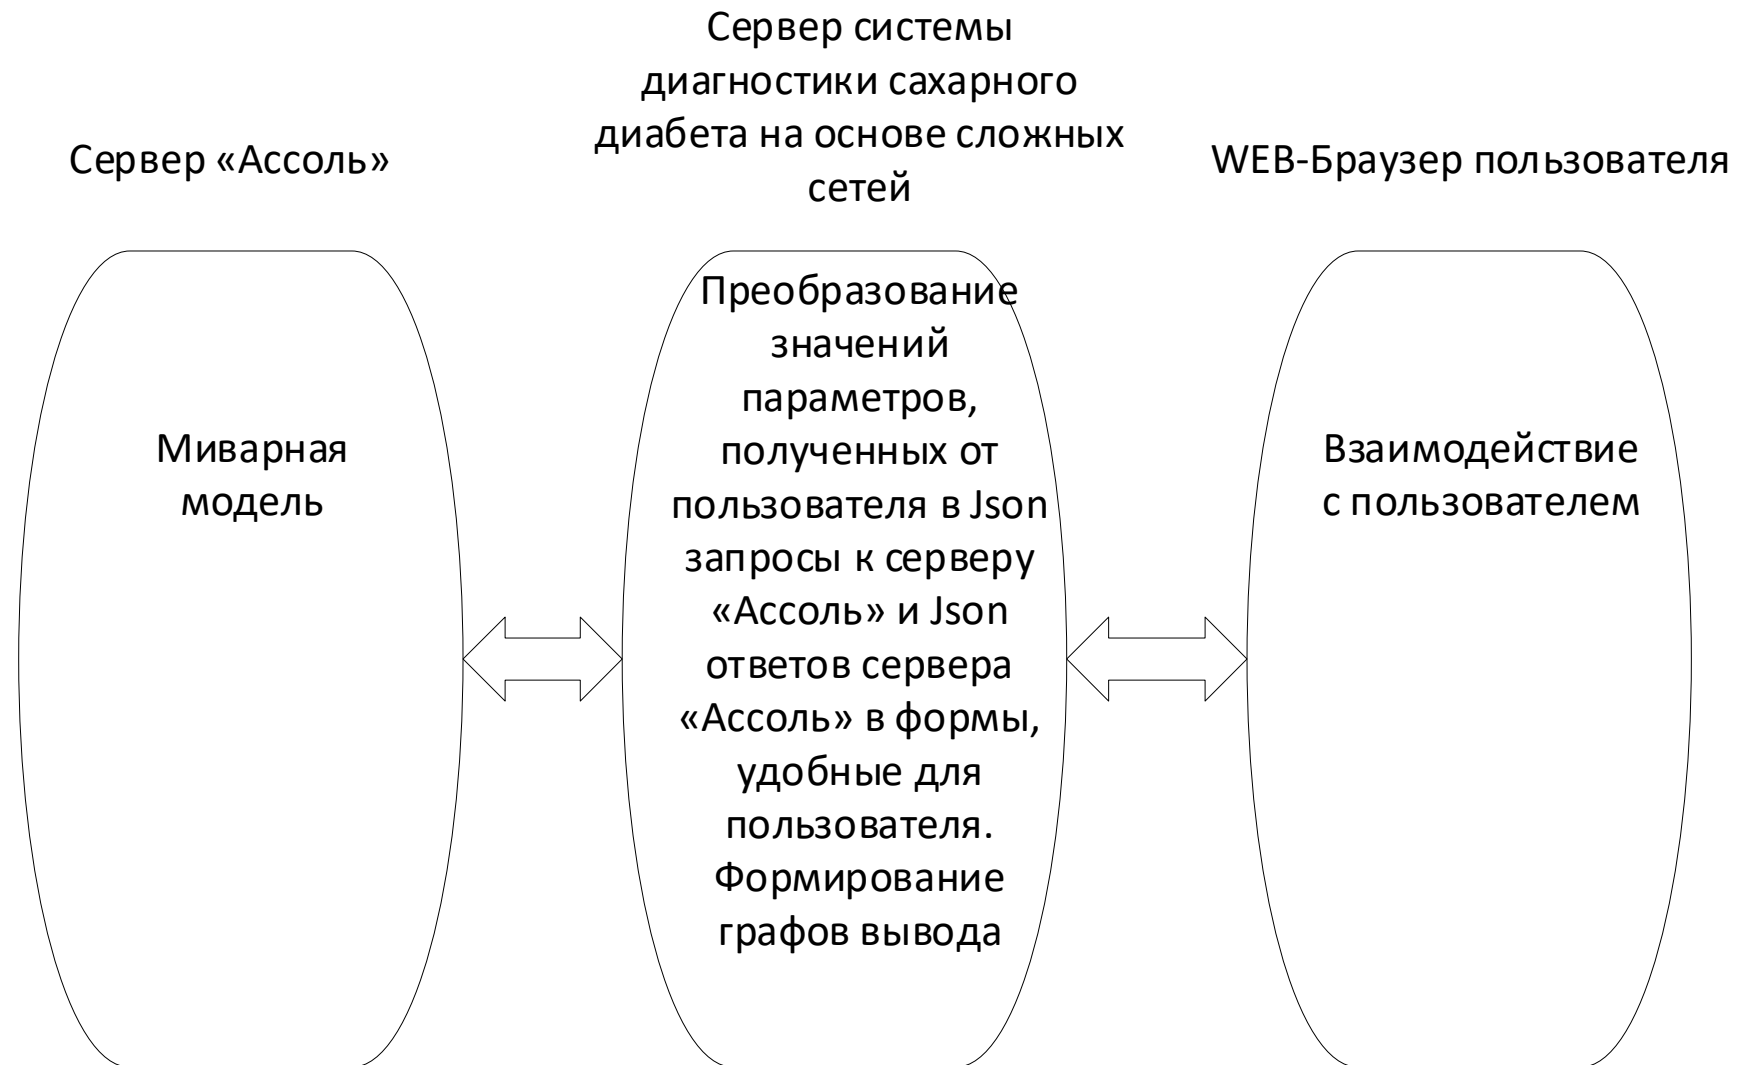 Сервер «Ассоль»
Сервер системы
диагностики сахарного
диабета на основе сложных
сетей
WEB-Браузер пользователя
Миварная
модель
Преобразование
значений
параметров,
полученных от
пользователя в Json
запросы к серверу
«Ассоль» и Json
ответов сервера
«Ассоль» в формы,
удобные для
пользователя.
Формирование
графов вывода
Взаимодействие
с пользователем